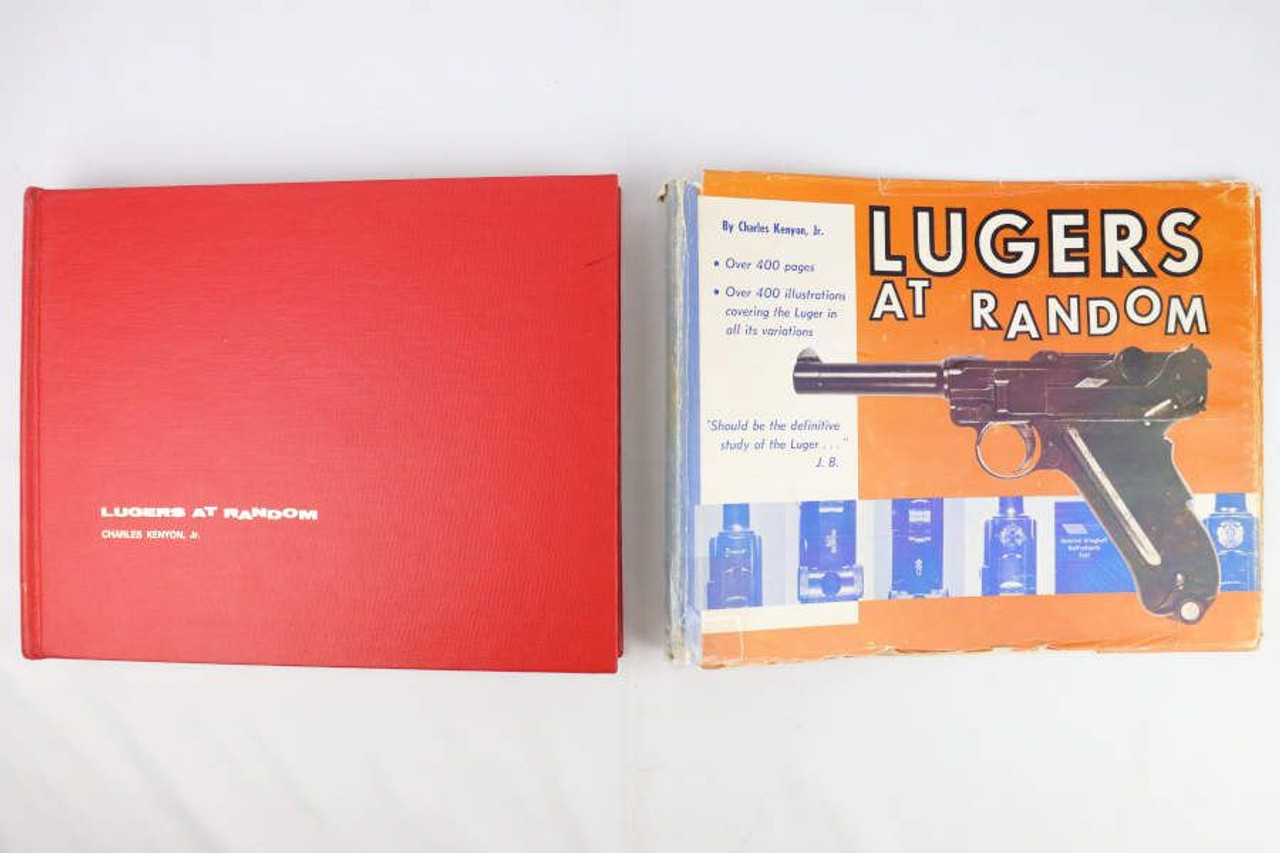 LUGERS AT RANDOM
CHARLES KENYON, Jr.
By Charles Kenyon, Jr.
• Over 400 pages
• Over 400 illustrations
covering the Luger in
all its variations
"Should be the definitive
study of the Luger . . ."
J. B.
LUGERS
AT RANDOM